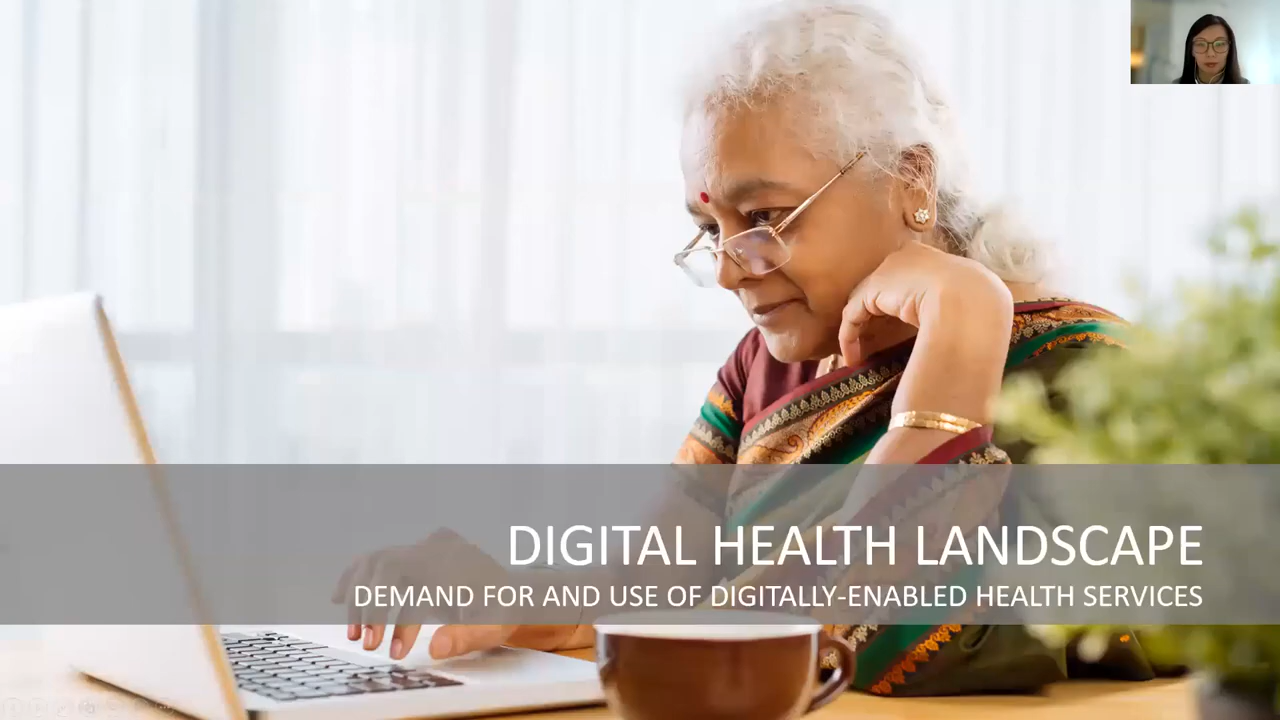 DIGITAL HEALTH LANDSCAPE
DEMAND FOR AND USE OF DIGITALLY-ENABLED HEALTH SERVICES